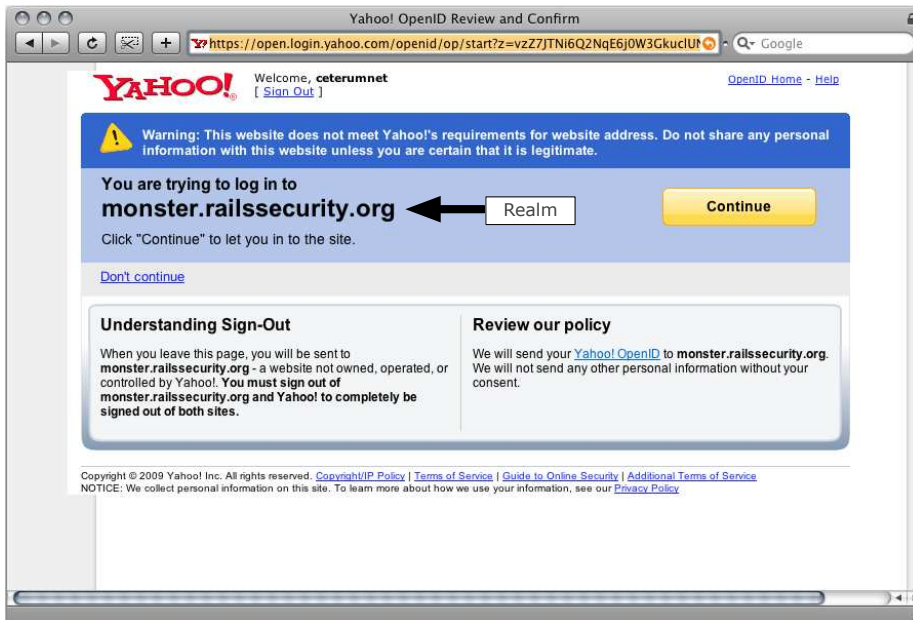 Yahoo! OpenID Review and Confirm
https://open.login.yahoo.com/openid/op/start?z=vzZ7JTNi6Q2NqE6j0W3GkuclU
Google
YAHOO!
Welcome, ceterumnet
[ Sign Out ]
OpenID Home - Help
Warning: This website does not meet Yahoo!'s requirements for website address. Do not share any personal
information with this website unless you are certain that it is legitimate.
You are trying to log in to
monster.railssecurity.org
Realm
Continue
Click "Continue" to let you in to the site.
Don't continue
Understanding Sign-Out
When you leave this page, you will be sent to
monster.railssecurity.org - a website not owned, operated, or
controlled by Yahoo!. You must sign out of
monster.railssecurity.org and Yahoo! to completely be
signed out of both sites.
Review our policy
We will send your Yahoo! OpenID to monster.railssecurity.org.
We will not send any other personal information without your
consent.
Copyright © 2009 Yahoo! Inc. All rights reserved. Copyright/IP Policy | Terms of Service | Guide to Online Security | Additional Terms of Service
NOTICE: We collect personal information on this site. To learn more about how we use your information, see our Privacy Policy